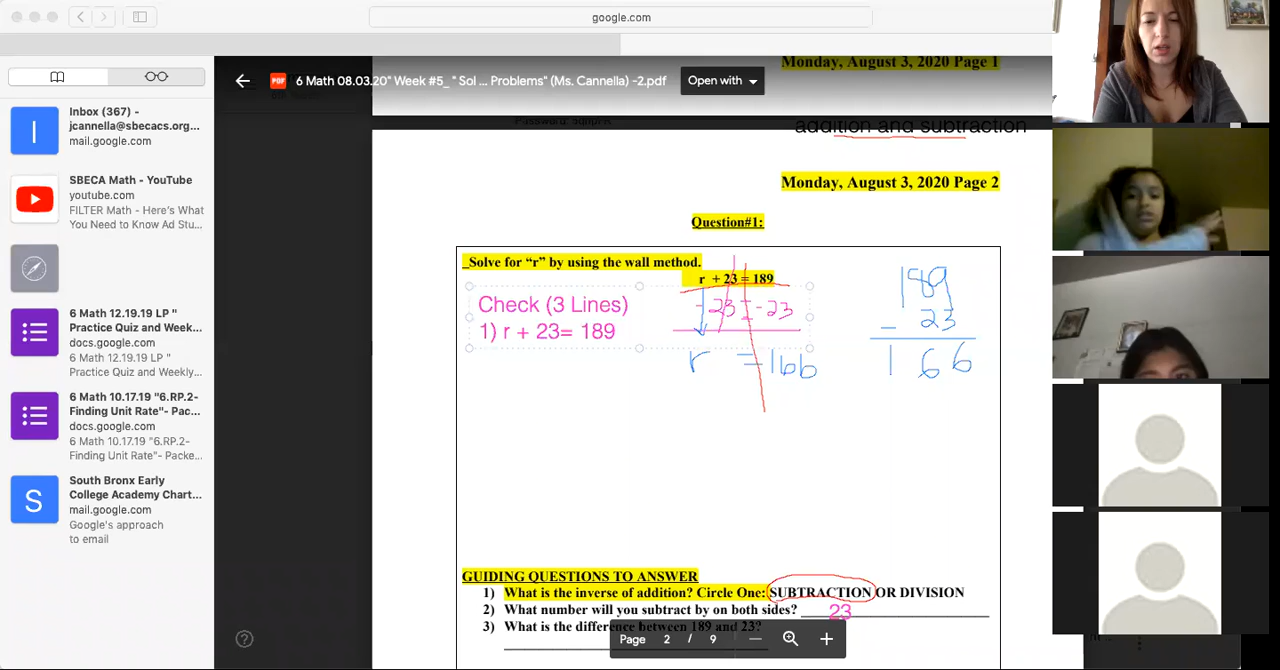 google.com
Inbox (367) -
jcannella@sbecacs.org...
mail.google.com
SBECA Math - YouTube
youtube.com
FILTER Math - Here's What
You Need to Know Ad Stu...
6 Math 12.19.19 LP "
Practice Quiz and Week...
docs.google.com
6 Math 12.19.19 LP "
Practice Quiz and Weekly...
6 Math 10.17.19 "6.RP.2-
Finding Unit Rate"- Pac...
docs.google.com
6 Math 10.17.19 "6.RP.2-
Finding Unit Rate"- Packe...
S
South Bronx Early
College Academy Chart...
mail.google.com
Google's approach
to email
PDF
6 Math 08.03.20" Week #5_ " Sol ... Problems" (Ms. Cannella) -2.pdf
Open with
Monday, August 3, 2020 Page 1
addition and subtraction
Monday, August 3, 2020 Page 2
Question#1:
_Solve for “r” by using the wall method.
r + 23 = 189
Check (3 Lines)
1) r + 23= 189
- 23 = - 23
r = 166
189
- 23
166
GUIDING QUESTIONS TO ANSWER
1) What is the inverse of addition? Circle One: SUBTRACTION OR DIVISION
2) What number will you subtract by on both sides? 23
3) What is the difference between 189 and 23?
Page 2 / 9